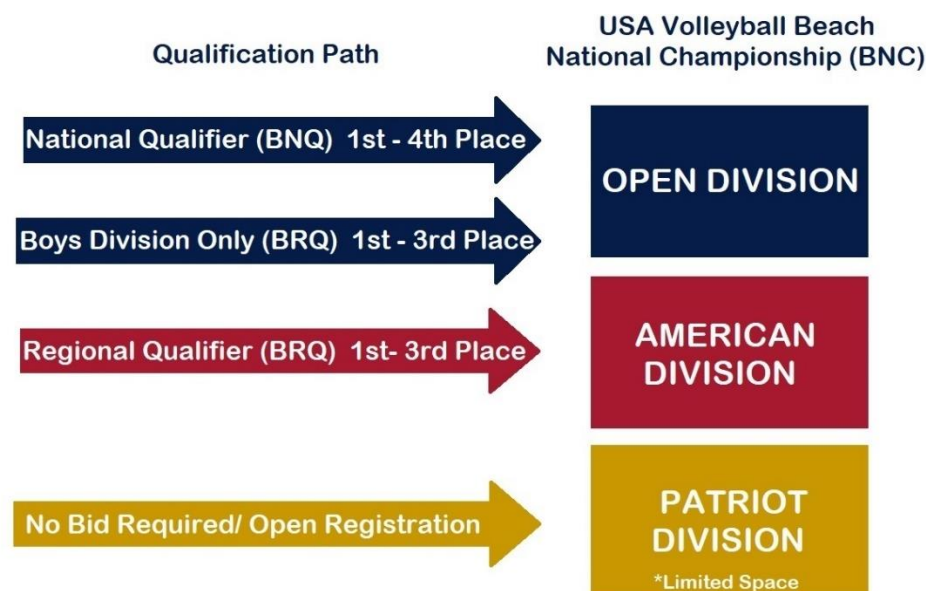 Qualification Path
USA Volleyball Beach
National Championship (BNC)
National Qualifier (BNQ) 1st - 4th Place
Boys Division Only (BRQ) 1st - 3rd Place
OPEN DIVISION
Regional Qualifier (BRQ) 1st- 3rd Place
AMERICAN
DIVISION
No Bid Required/ Open Registration
PATRIOT
DIVISION
*Limited Space